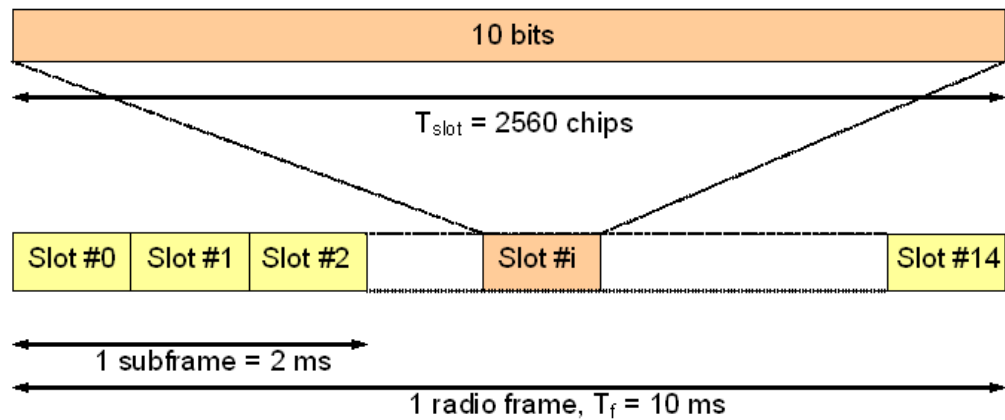 10 bits
Tslot = 2560 chips
Slot #0 Slot #1 Slot #2 Slot #i Slot #14
1 subframe = 2 ms
1 radio frame, Tf = 10 ms